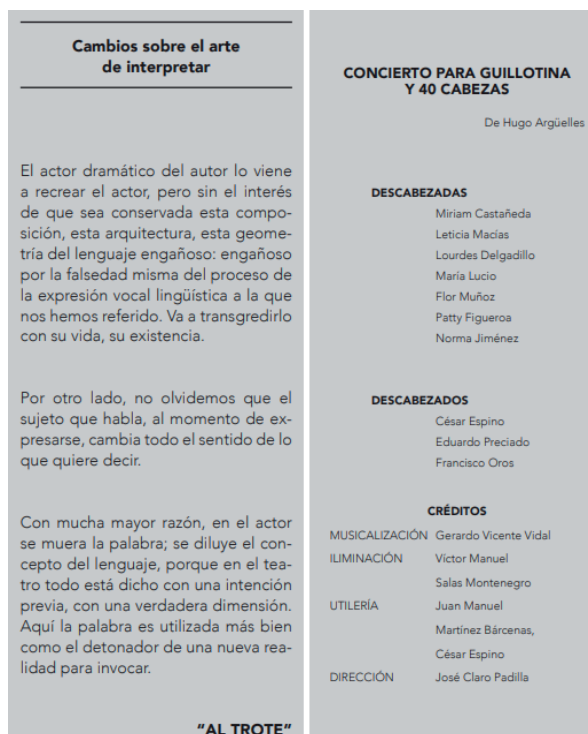 Cambios sobre el arte
de interpretar
El actor dramático del autor lo viene
a recrear el actor, pero sin el interés
de que sea conservada esta compo-
sición, esta arquitectura, esta geome-
tría del lenguaje engañoso: engañoso
por la falsedad misma del proceso de
la expresión vocal lingüística a la que
nos hemos referido. Va a transgredirlo
con su vida, su existencia.
Por otro lado, no olvidemos que el
sujeto que habla, al momento de ex-
presarse, cambia todo el sentido de lo
que quiere decir.
Con mucha mayor razón, en el actor
se muera la palabra; se diluye el con-
cepto del lenguaje, porque en el tea-
tro todo está dicho con una intención
previa, con una verdadera dimensión.
Aquí la palabra es utilizada más bien
como el detonador de una nueva rea-
lidad para invocar.
"AL TROTE"
CONCIERTO PARA GUILLOTINA
Y 40 CABEZAS
De Hugo Argüelles
DESCABEZADAS
Miriam Castañeda
Leticia Macías
Lourdes Delgadillo
María Lucio
Flor Muñoz
Patty Figueroa
Norma Jiménez
DESCABEZADOS
César Espino
Eduardo Preciado
Francisco Oros
CRÉDITOS
MUSICALIZACIÓN Gerardo Vicente Vidal
ILIMINACIÓN Víctor Manuel
Salas Montenegro
UTILERÍA Juan Manuel
Martínez Bárcenas,
César Espino
DIRECCIÓN José Claro Padilla